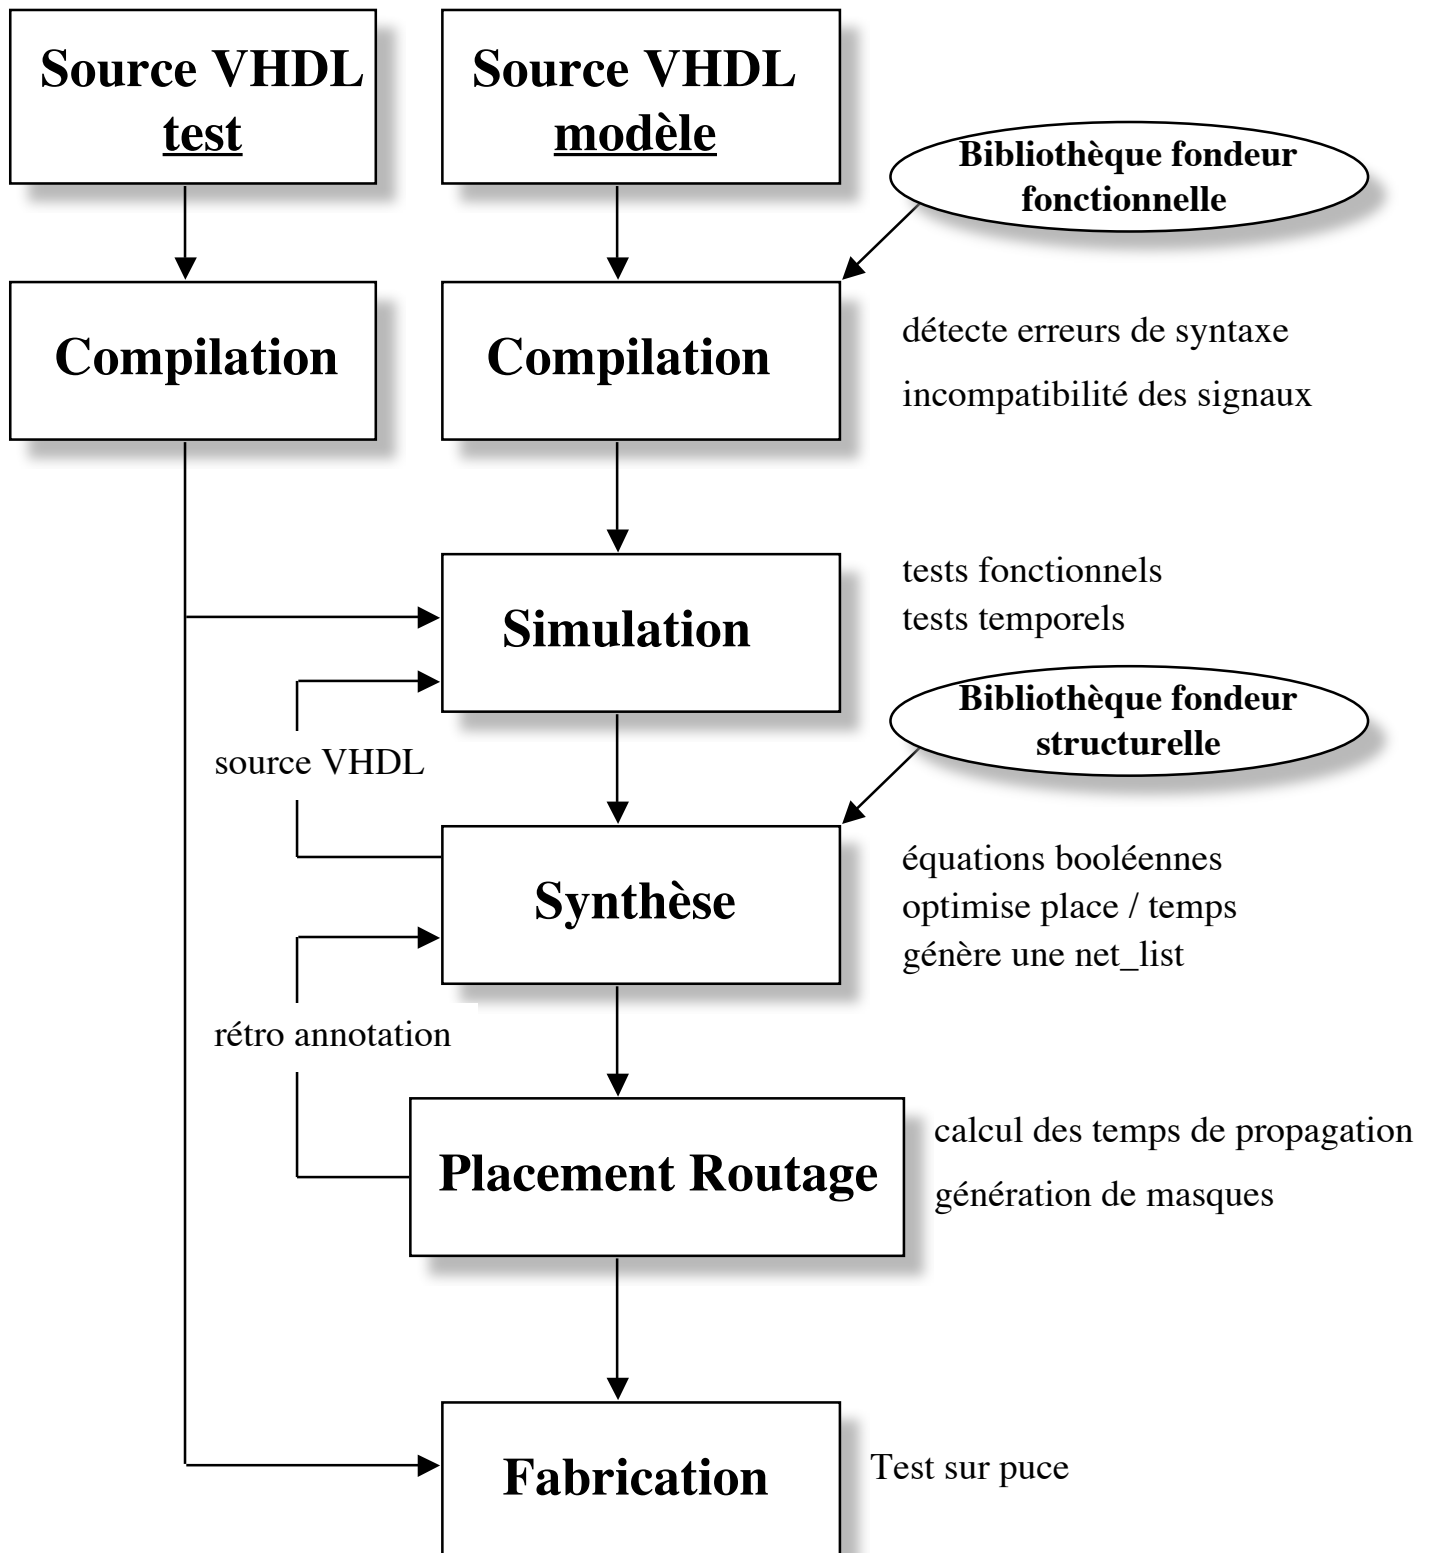 Source VHDL
test
Source VHDL
modèle
Bibliothèque fondeur
fonctionnelle
Compilation
Compilation
détecte erreurs de syntaxe
incompatibilité des signaux
Simulation
tests fonctionnels
tests temporels
Bibliothèque fondeur
structurelle
source VHDL
Synthèse
équations booléennes
optimise place / temps
génère une net_list
rétro annotation
Placement Routage
calcul des temps de propagation
génération de masques
Fabrication
Test sur puce